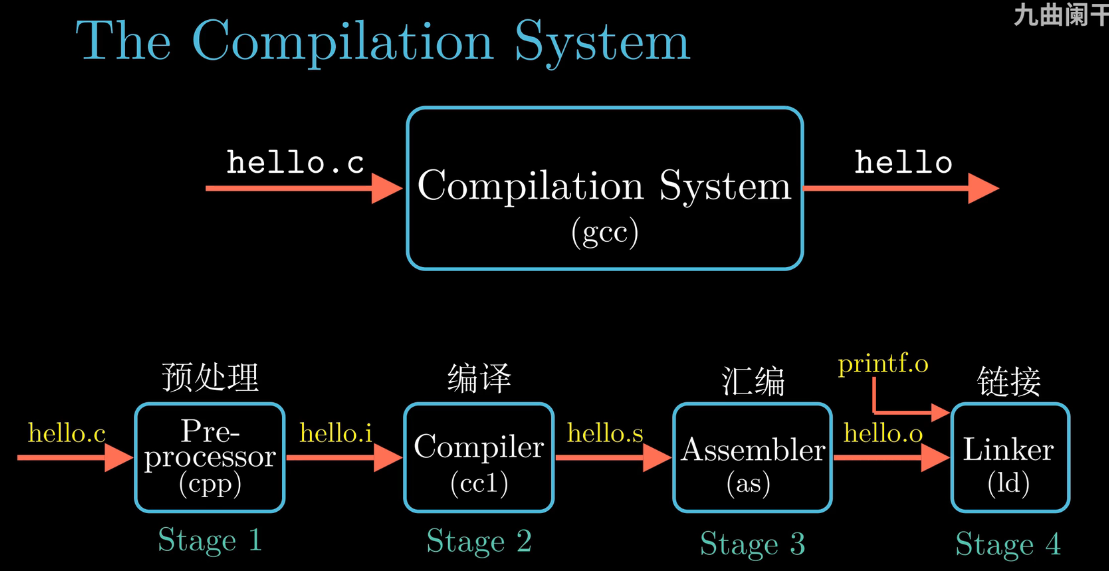 九曲阑干
The Compilation System
hello.c
Compilation System
(gcc)
hello
预处理
编译
汇编
printf.o
链接
hello.c
Pre-
processor
(cpp)
hello.i
Compiler
(cc1)
hello.s
Assembler
(as)
hello.o
Linker
(ld)
Stage 1
Stage 2
Stage 3
Stage 4